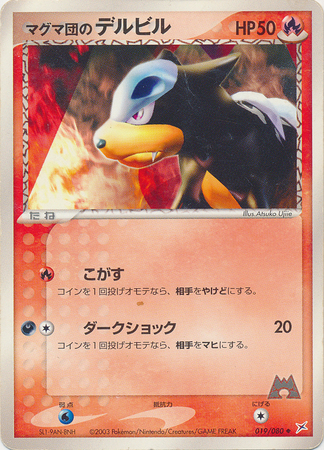 マグマ団のデルビル HP50
たね
Illus.Atsuko Ujiie
こがす
コインを1回投げオモテなら、相手をやけどにする。
ダークショック 20
コインを1回投げオモテなら、相手をマヒにする。
弱点 抵抗力 にげる
©2003 Pokémon/Nintendo/Creatures/GAME FREAK
019/080